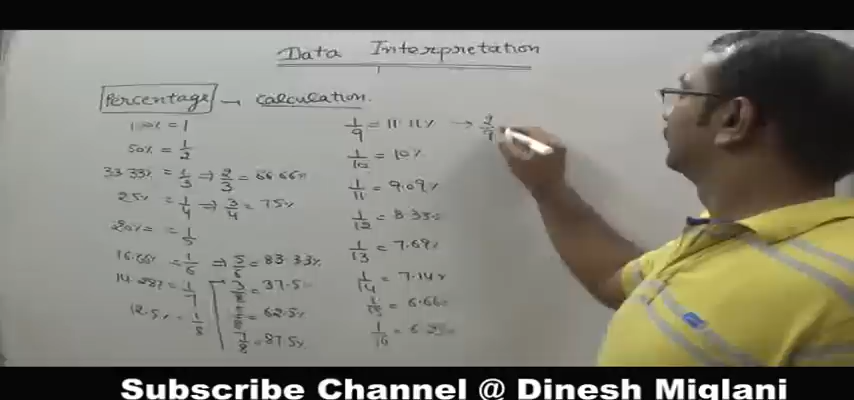 Data Interpretation
Percentage → calculation.
100% = 1
50% = 1/2
33.33% = 1/3 ⇒ 2/3 = 66.66%
25% = 1/4 ⇒ 3/4 = 75%
20% = 1/5
16.66% = 1/6 ⇒ 5/6 = 83.33%
14.28% = 1/7
12.5% = 1/8
3/8 = 37.5%
5/8 = 62.5%
7/8 = 87.5%
1/9 = 11.11% → 2/9
1/10 = 10%
1/11 = 9.09%
1/12 = 8.33%
1/13 = 7.69%
1/14 = 7.14%
1/15 = 6.66%
1/16 = 6.25%
Subscribe Channel @ Dinesh Miglani